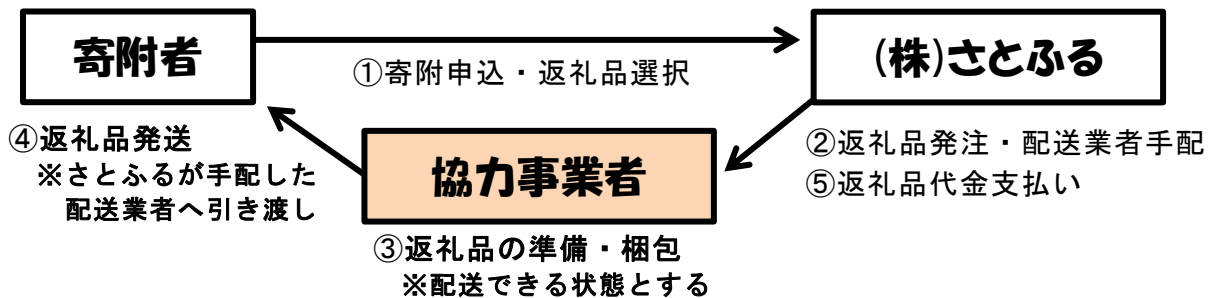 寄附者
(株)さとふる
①寄附申込・返礼品選択
④返礼品発送
※さとふるが手配した
配送業者へ引き渡し
協力事業者
②返礼品発注・配送業者手配
⑤返礼品代金支払い
③返礼品の準備・梱包
※配送できる状態とする